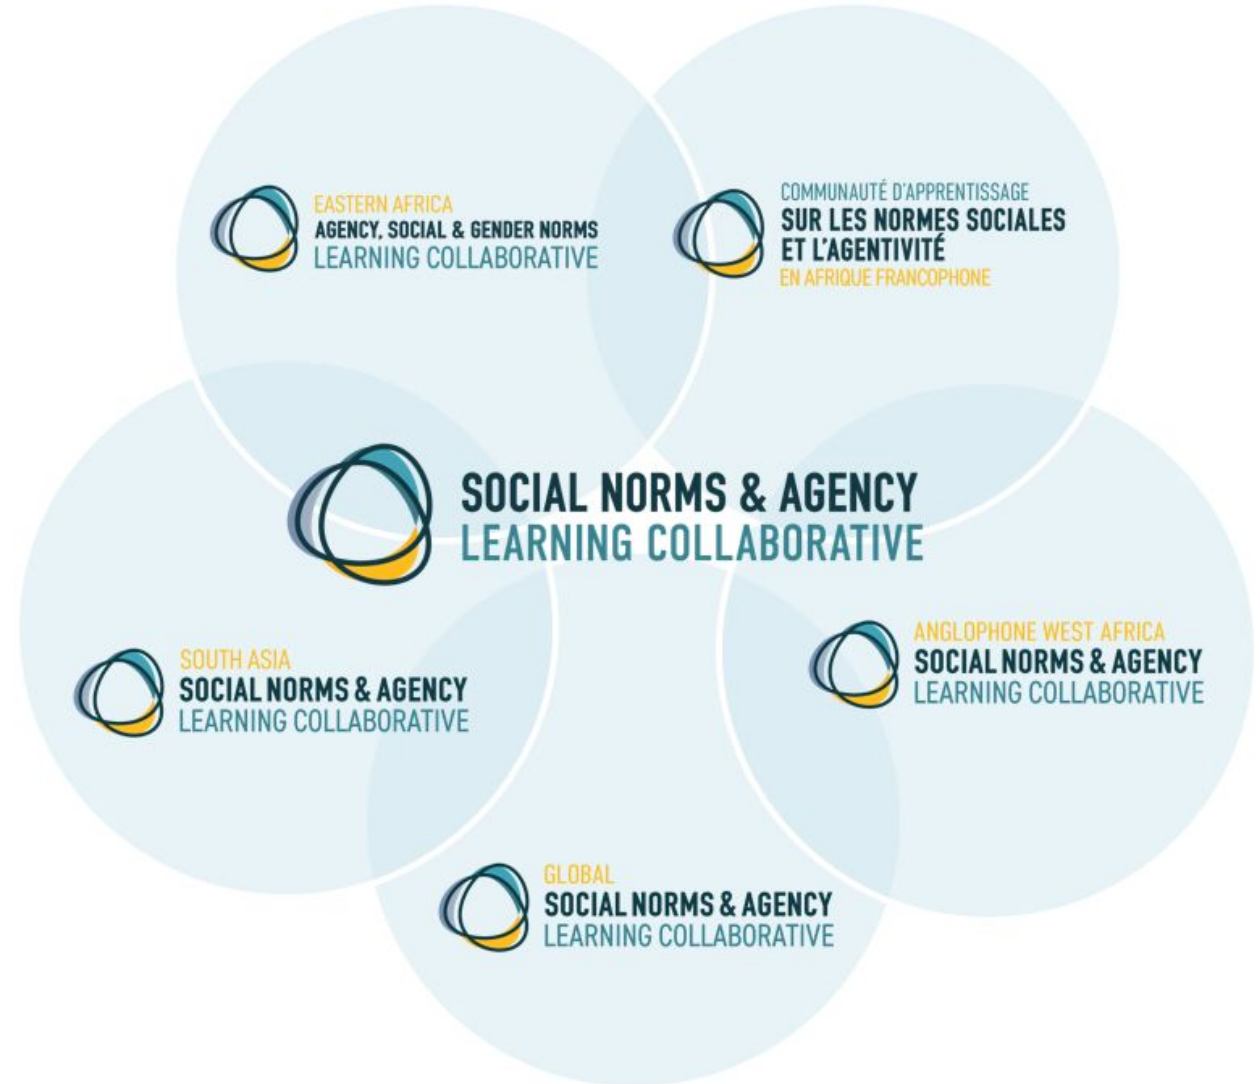 EASTERN AFRICA
AGENCY, SOCIAL & GENDER NORMS
LEARNING COLLABORATIVE
COMMUNAUTÉ D'APPRENTISSAGE
SUR LES NORMES SOCIALES
ET L'AGENTIVITÉ
EN AFRIQUE FRANCOPHONE
SOCIAL NORMS & AGENCY
LEARNING COLLABORATIVE
SOUTH ASIA
SOCIAL NORMS & AGENCY
LEARNING COLLABORATIVE
ANGLOPHONE WEST AFRICA
SOCIAL NORMS & AGENCY
LEARNING COLLABORATIVE
GLOBAL
SOCIAL NORMS & AGENCY
LEARNING COLLABORATIVE